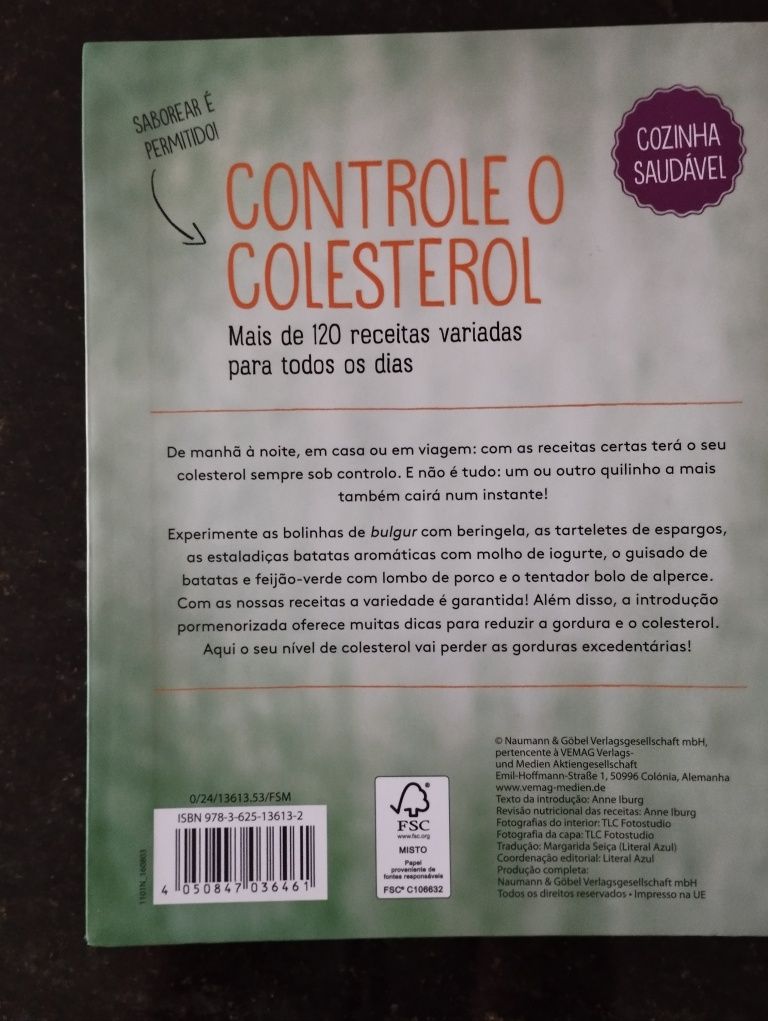 SABOREAR É
PERMITIDO!
COZINHA
SAUDÁVEL
CONTROLE O
COLESTEROL
Mais de 120 receitas variadas
para todos os dias
De manhã à noite, em casa ou em viagem: com as receitas certas terá o seu
colesterol sempre sob controlo. E não é tudo: um ou outro quilinho a mais
também cairá num instante!
Experimente as bolinhas de bulgur com beringela, as tarteletes de espargos,
as estaladiças batatas aromáticas com molho de iogurte, o guisado de
batatas e feijão-verde com lombo de porco e o tentador bolo de alperce.
Com as nossas receitas a variedade é garantida! Além disso, a introdução
pormenorizada oferece muitas dicas para reduzir a gordura e o colesterol.
Aqui o seu nível de colesterol vai perder as gorduras excedentárias!
© Naumann & Göbel Verlagsgesellschaft mbH,
pertencente à VEMAG Verlags-
und Medien Aktiengesellschaft
Emil-Hoffmann-Straße 1, 50996 Colónia, Alemanha
www.vemag-medien.de
Texto da introdução: Anne Iburg
Revisão nutricional das receitas: Anne Iburg
Fotografias do interior: TLC Fotostudio
Fotografia da capa: TLC Fotostudio
Tradução: Margarida Seiça (Literal Azul)
Coordenação editorial: Literal Azul
Produção completa:
Naumann & Göbel Verlagsgesellschaft mbH
Todos os direitos reservados • Impresso na UE
0/24/13613.53/FSM
ISBN 978-3-625-13613-2
4 050847 036461
FSC
www.fsc.org
MISTO
Papel
proveniente de
fontes responsáveis
FSC® C106632